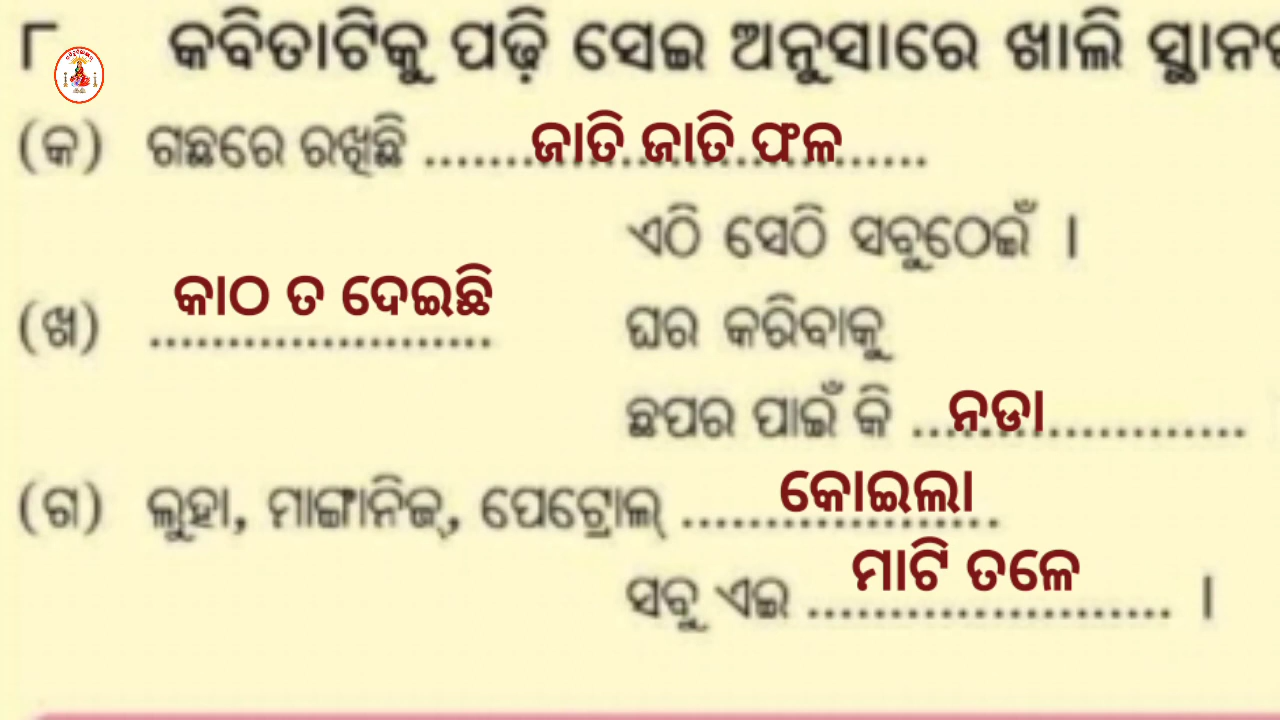 ୮ କବିତାଟିକୁ ପଢ଼ି ସେଇ ଅନୁସାରେ ଖାଲି
(କ) ଗଛରେ ରଖିଛି .......ଜାତି ଜାତି ଫଳ.......
ଏଠି ସେଠି ସବୁଠେଇଁ ।
(ଖ) କାଠ ତ ଦେଇଛି ଘର କରିବାକୁ
ଛପର ପାଇଁ କି ...ନଡା...............
(ଗ) ଲୁହା, ମାଙ୍ଗାନିଜ୍, ପେଟ୍ରୋଲ୍ ......କୋଇଲା..
ସବୁ ଏଇ ...ମାଟି ତଳେ...... ।